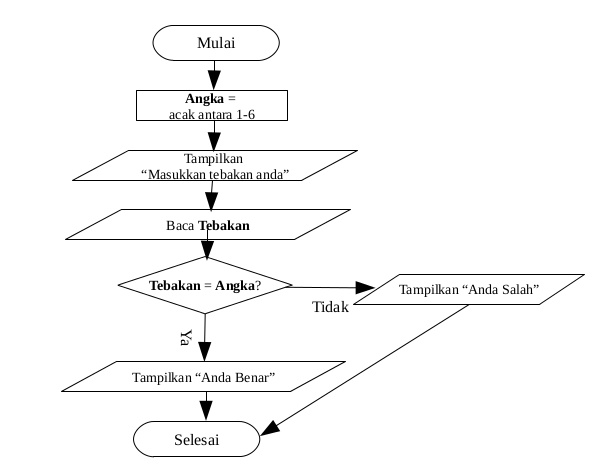 Mulai
Angka =
acak antara 1-6
Tampilkan
“Masukkan tebakan anda”
Baca Tebakan
Tebakan = Angka?
Tampilkan “Anda Salah”
Tidak
Ya
Tampilkan “Anda Benar”
Selesai